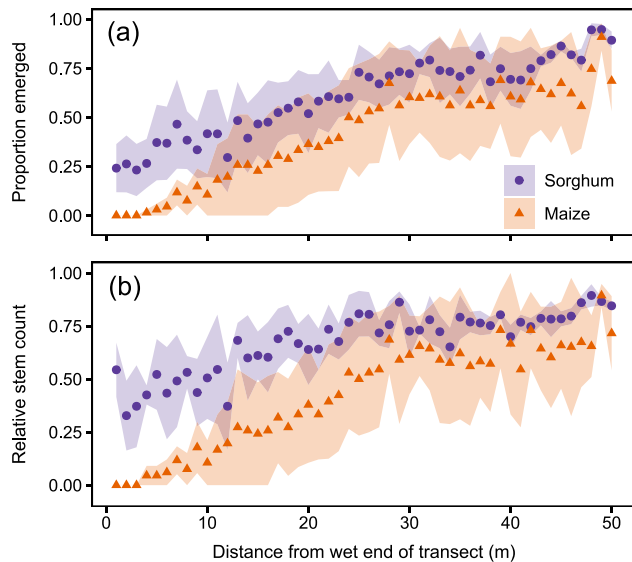 (a)
Proportion emerged
1.00
0.75
0.50
0.25
0.00
Sorghum
Maize
(b)
Relative stem count
1.00
0.75
0.50
0.25
0.00
0 10 20 30 40 50
Distance from wet end of transect (m)